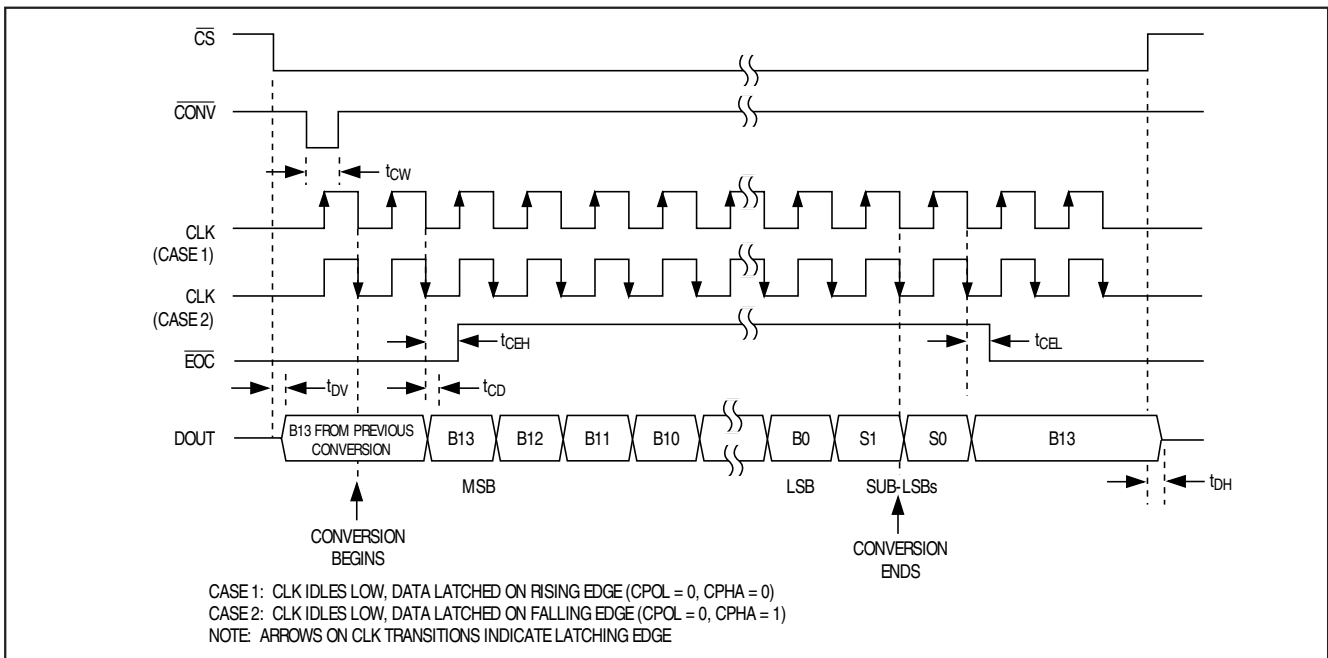 CS
CONV
tCW
CLK
(CASE 1)
CLK
(CASE 2)
tCEH
tCEL
EOC
tDV
tCD
DOUT
B13 FROM PREVIOUS
CONVERSION
B13
B12
B11
B10
B0
S1
S0
B13
MSB
LSB
SUB-LSBs
tDH
CONVERSION
BEGINS
CONVERSION
ENDS
CASE 1: CLK IDLES LOW, DATA LATCHED ON RISING EDGE (CPOL = 0, CPHA = 0)
CASE 2: CLK IDLES LOW, DATA LATCHED ON FALLING EDGE (CPOL = 0, CPHA = 1)
NOTE: ARROWS ON CLK TRANSITIONS INDICATE LATCHING EDGE